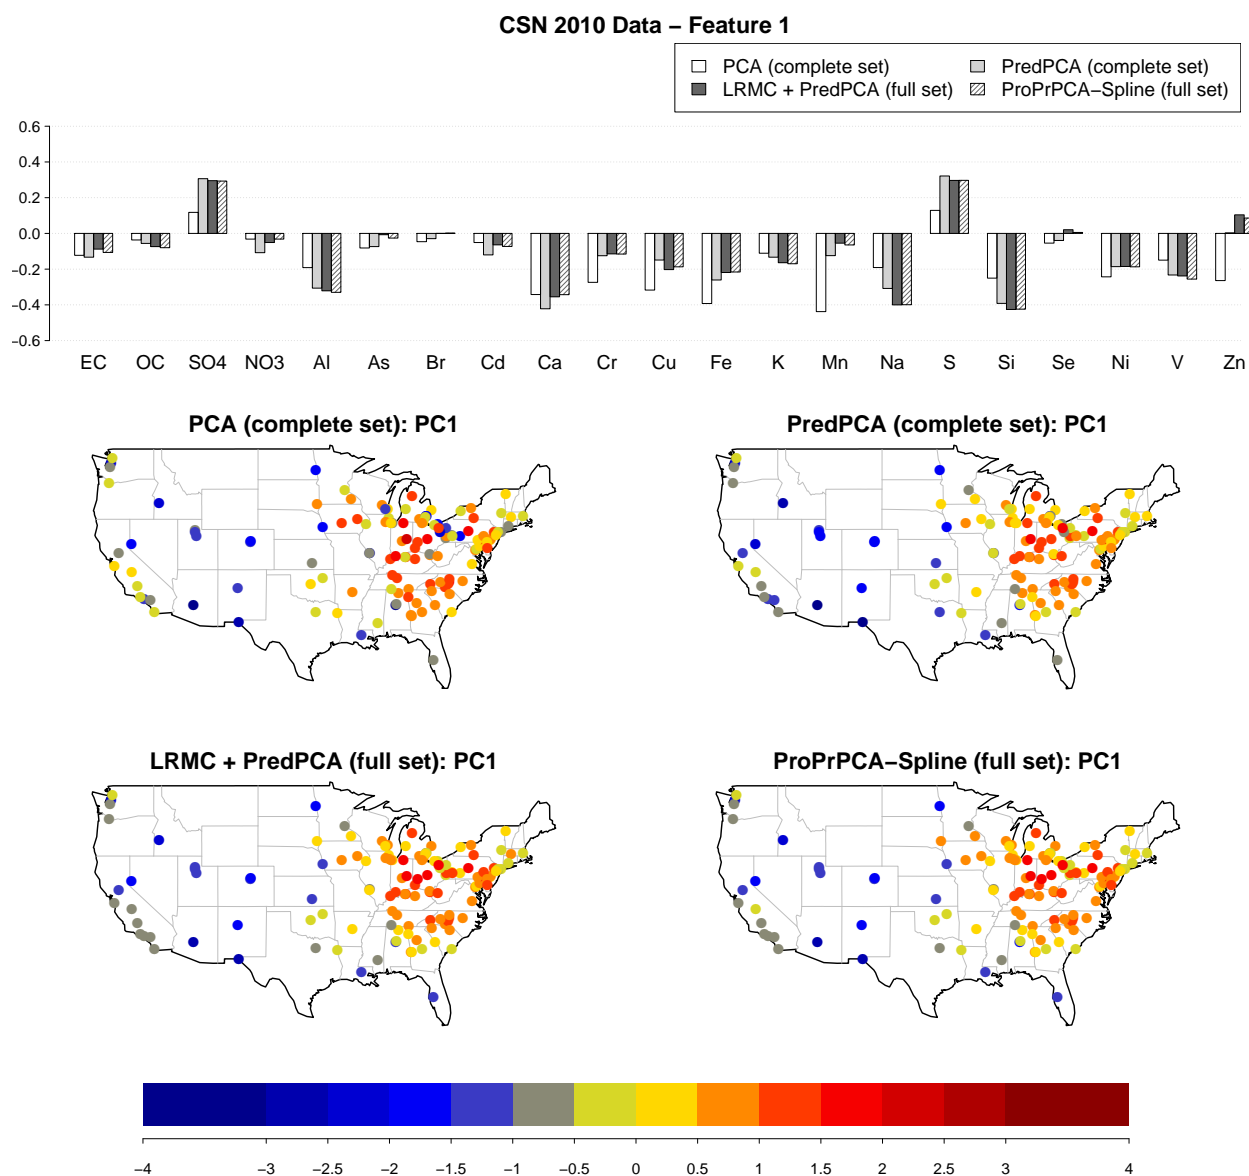 CSN 2010 Data − Feature 1
PCA (complete set) PredPCA (complete set)
LRMC + PredPCA (full set) ProPrPCA−Spline (full set)
0.6
0.4
0.2
0.0
−0.2
−0.4
−0.6
EC OC SO4 NO3 Al As Br Cd Ca Cr Cu Fe K Mn Na S Si Se Ni V Zn
PCA (complete set): PC1 PredPCA (complete set): PC1
LRMC + PredPCA (full set): PC1 ProPrPCA−Spline (full set): PC1
−4 −3 −2.5 −2 −1.5 −1 −0.5 0 0.5 1 1.5 2 2.5 3 4